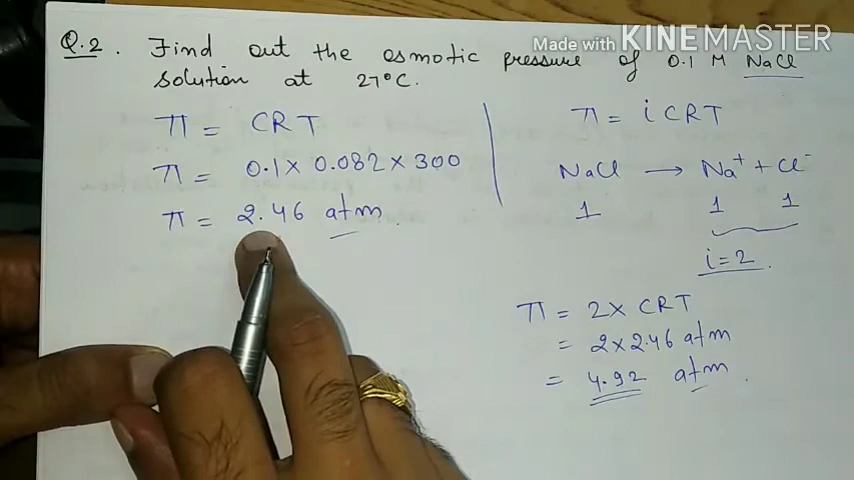 Made with KINEMASTER
Q.2. Find out the osmotic pressure of 0.1 M NaCl
solution at 27°C.
π = CRT
π = 0.1 × 0.082 × 300
π = 2.46 atm
π = i CRT
NaCl → Na⁺ + Cl⁻
1 1 1
i = 2.
π = 2 × CRT
= 2 × 2.46 atm
= 4.92 atm.